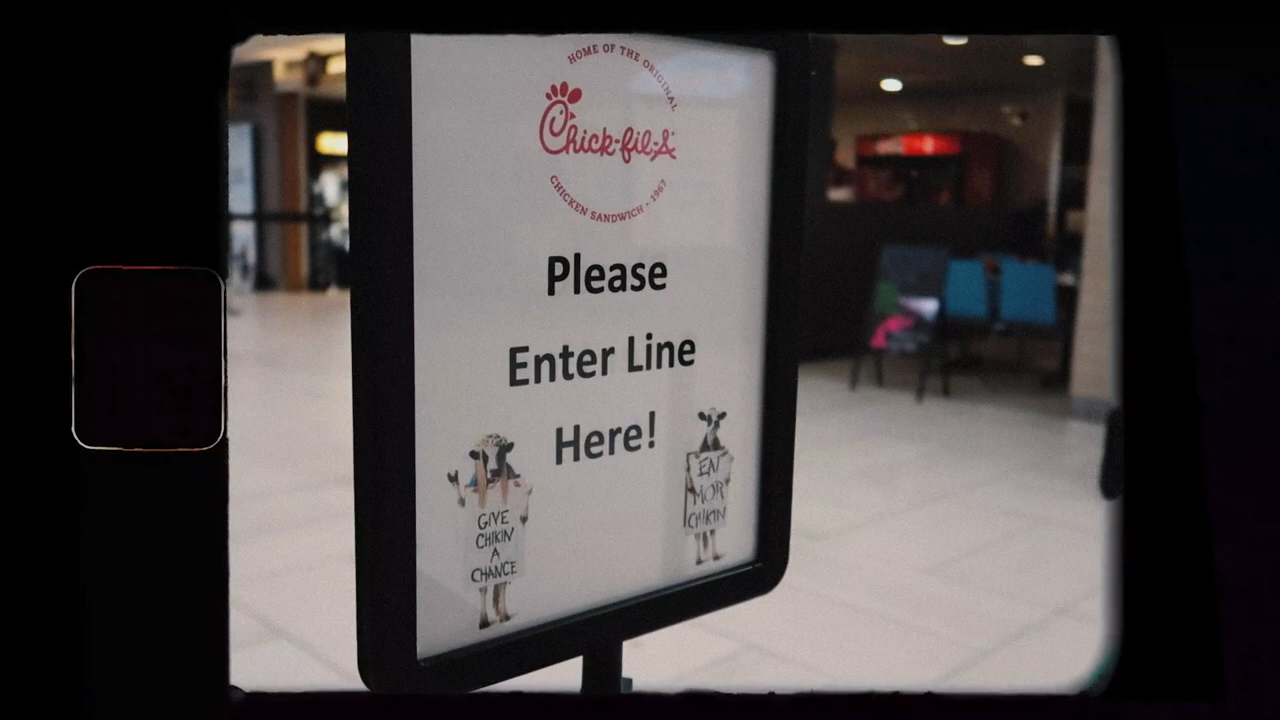 HOME OF THE ORIGINAL
Chick-fil-A
CHICKEN SANDWICH • 1967
Please
Enter Line
Here!
GIVE
CHIKIN
A
CHANCE
EAT
MOR
CHIKIN